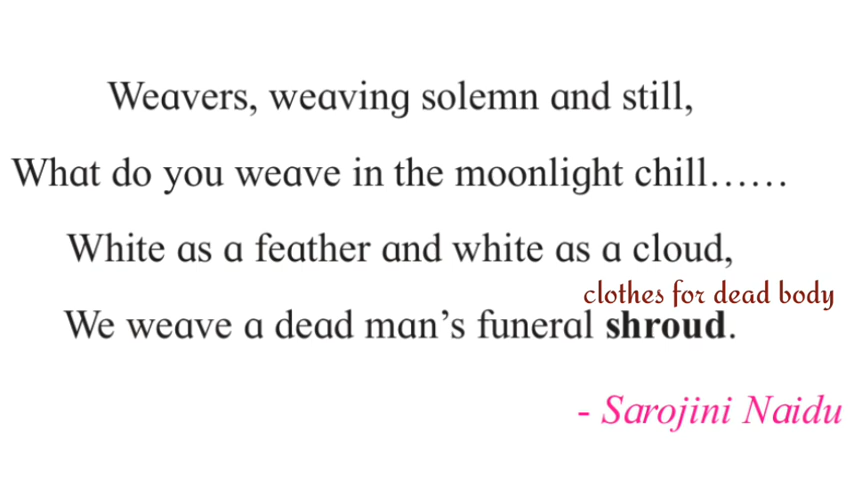 Weavers, weaving solemn and still,
What do you weave in the moonlight chill......
White as a feather and white as a cloud,
clothes for dead body
We weave a dead man’s funeral shroud.
- Sarojini Naidu